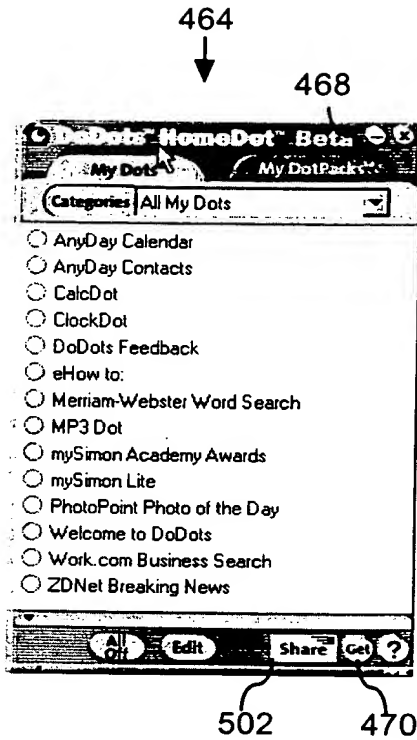 464
468
DoDots™ HomeDot™ Beta
My Dots
My DotPacks
Categories All My Dots
AnyDay Calendar
AnyDay Contacts
CalcDot
ClockDot
DoDots Feedback
eHow to:
Merriam-Webster Word Search
MP3 Dot
mySimon Academy Awards
mySimon Lite
PhotoPoint Photo of the Day
Welcome to DoDots
Work.com Business Search
ZDNet Breaking News
All Off Edit Share Get ?
502 470